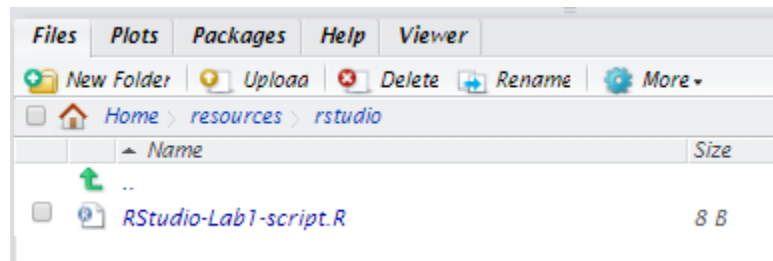 Files Plots Packages Help Viewer
New Folder Upload Delete Rename More
Home resources rstudio
Name Size
..
RStudio-Lab1-script.R 8 B